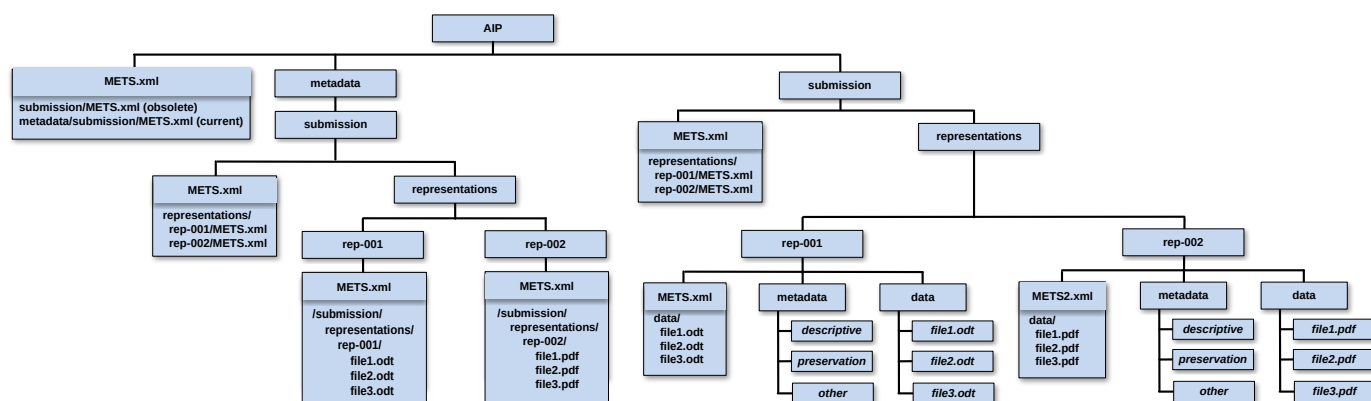 AIP
METS.xml
submission/METS.xml (obsolete)
metadata/submission/METS.xml (current)
metadata
submission
METS.xml
representations/
rep-001/METS.xml
rep-002/METS.xml
representations
rep-001
METS.xml
/submission/
representations/
rep-001/
file1.odt
file2.odt
file3.odt
rep-002
METS.xml
/submission/
representations/
rep-002/
file1.pdf
file2.pdf
file3.pdf
submission
METS.xml
representations/
rep-001/METS.xml
rep-002/METS.xml
representations
rep-001
METS.xml
data/
file1.odt
file2.odt
file3.odt
metadata
descriptive
preservation
other
data
file1.odt
file2.odt
file3.odt
rep-002
METS2.xml
data/
file1.pdf
file2.pdf
file3.pdf
metadata
descriptive
preservation
other
data
file1.pdf
file2.pdf
file3.pdf